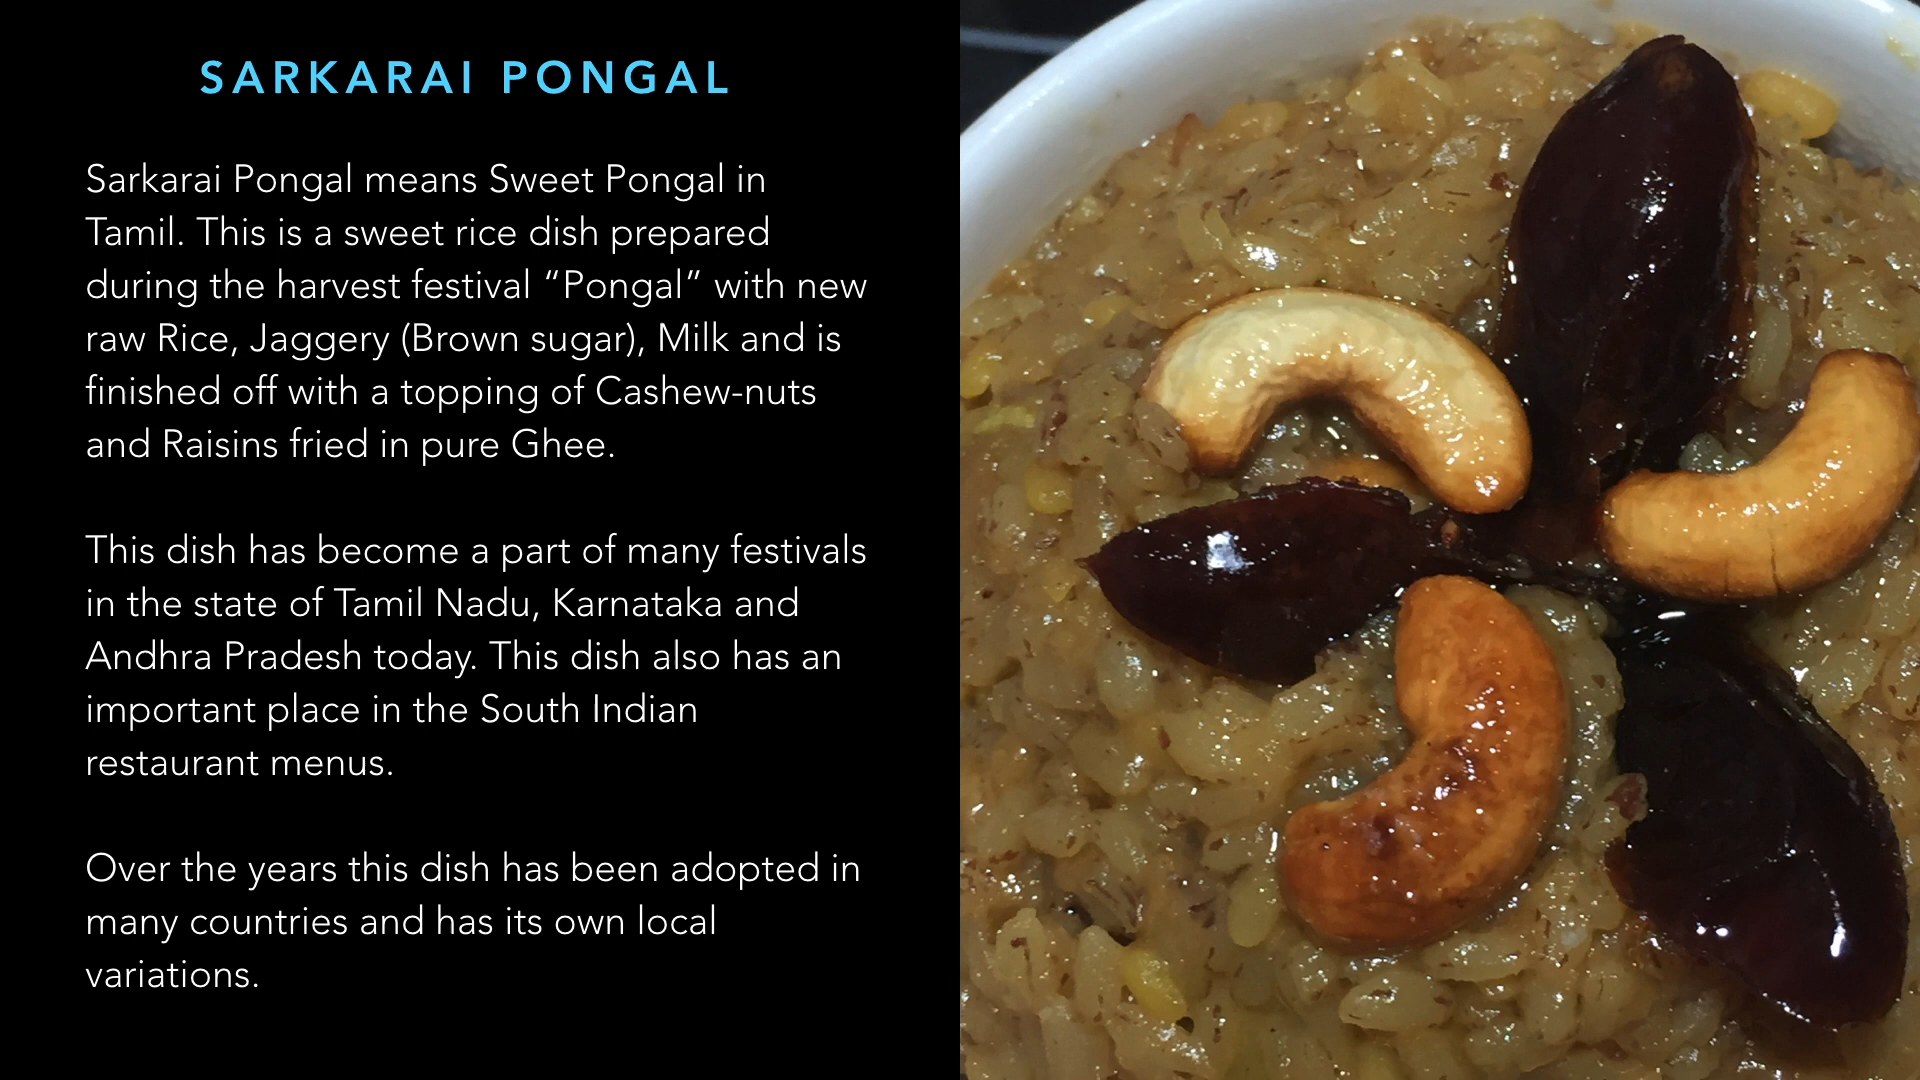 SARKARAI PONGAL
Sarkarai Pongal means Sweet Pongal in
Tamil. This is a sweet rice dish prepared
during the harvest festival “Pongal” with new
raw Rice, Jaggery (Brown sugar), Milk and is
finished off with a topping of Cashew-nuts
and Raisins fried in pure Ghee.
This dish has become a part of many festivals
in the state of Tamil Nadu, Karnataka and
Andhra Pradesh today. This dish also has an
important place in the South Indian
restaurant menus.
Over the years this dish has been adopted in
many countries and has its own local
variations.